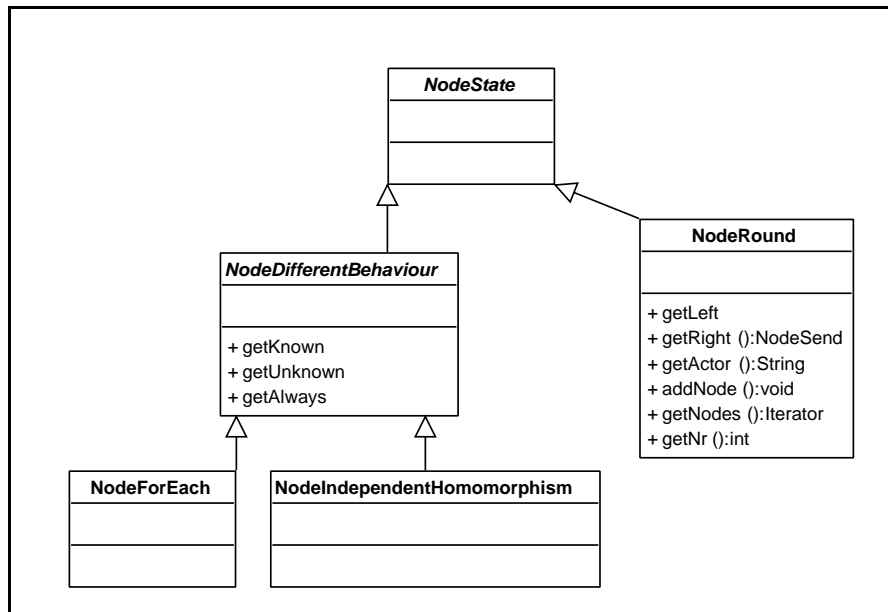 NodeState
NodeRound
+ getLeft
+ getRight ():NodeSend
+ getActor ():String
+ addNode ():void
+ getNodes ():Iterator
+ getNr ():int
NodeDifferentBehaviour
+ getKnown
+ getUnknown
+ getAlways
NodeForEach
NodeIndependentHomomorphism